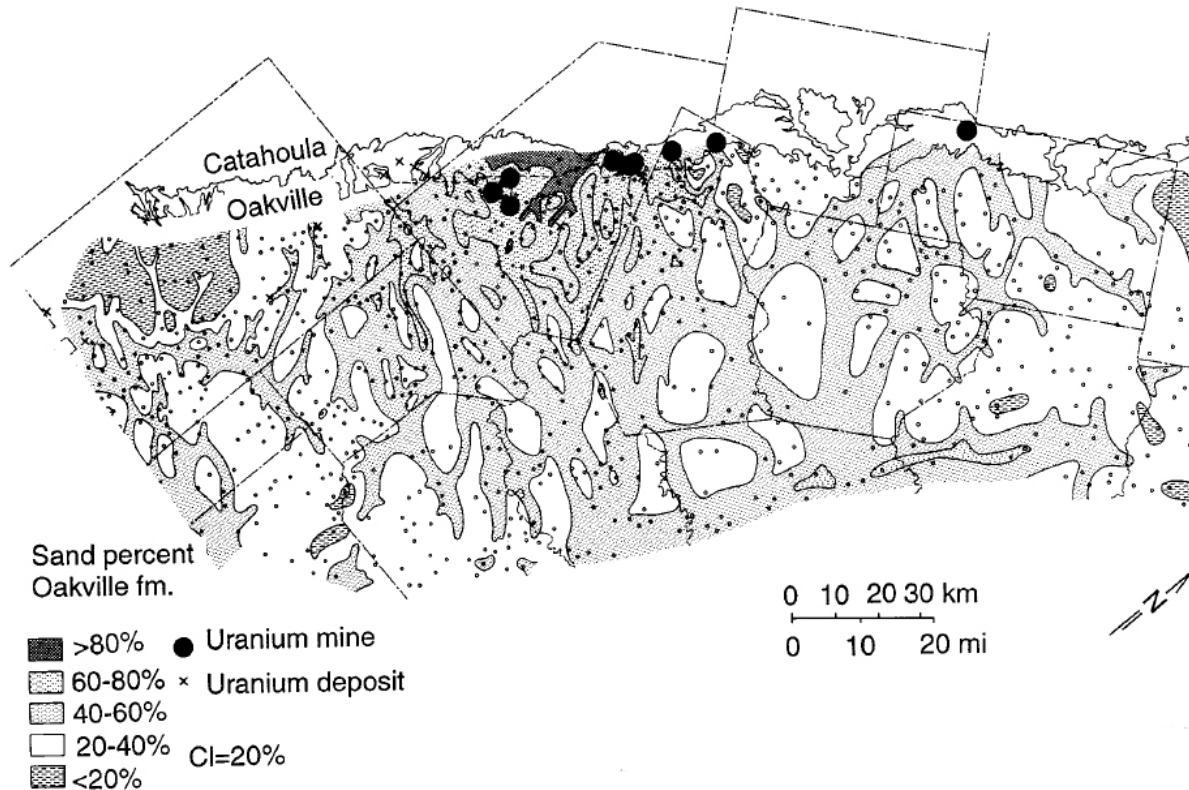 Catahoula
Oakville
Sand percent
Oakville fm.
>80%
Uranium mine
60-80%
× Uranium deposit
40-60%
20-40%
CI=20%
<20%
0 10 20 30 km
0 10 20 mi
N